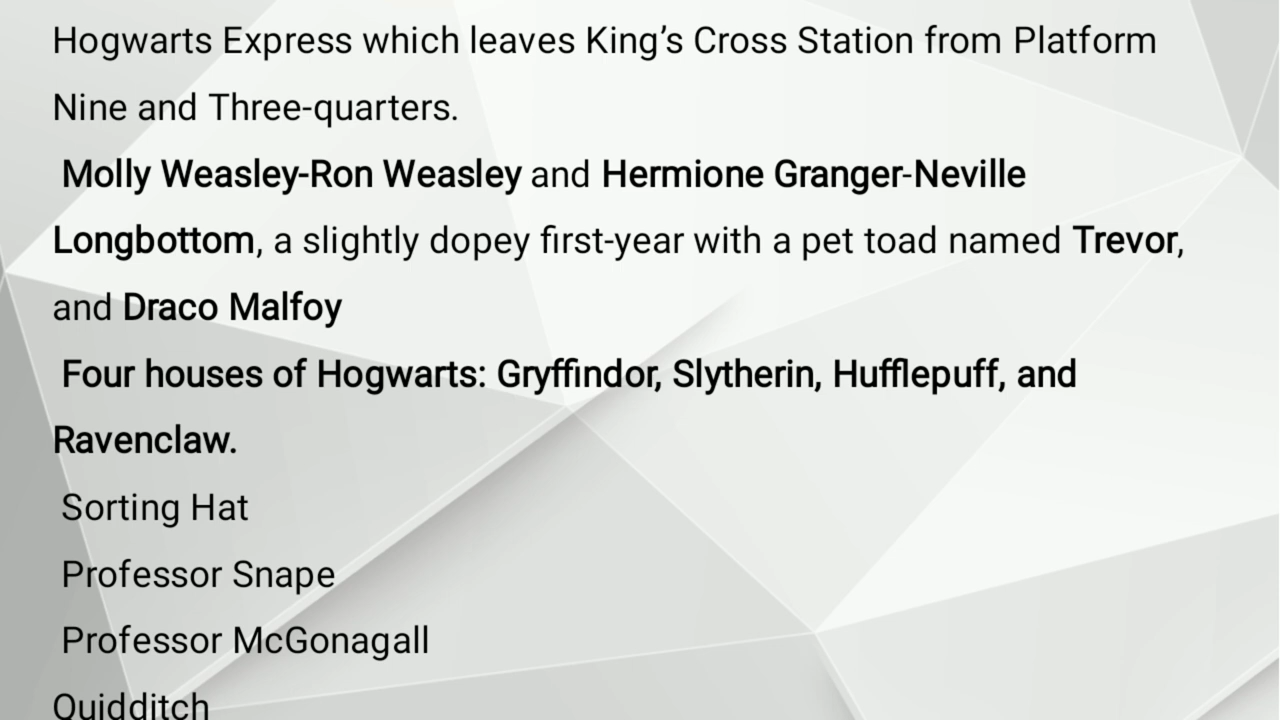 Hogwarts Express which leaves King’s Cross Station from Platform
Nine and Three-quarters.
Molly Weasley-Ron Weasley and Hermione Granger-Neville
Longbottom, a slightly dopey first-year with a pet toad named Trevor,
and Draco Malfoy
Four houses of Hogwarts: Gryffindor, Slytherin, Hufflepuff, and
Ravenclaw.
Sorting Hat
Professor Snape
Professor McGonagall
Quidditch